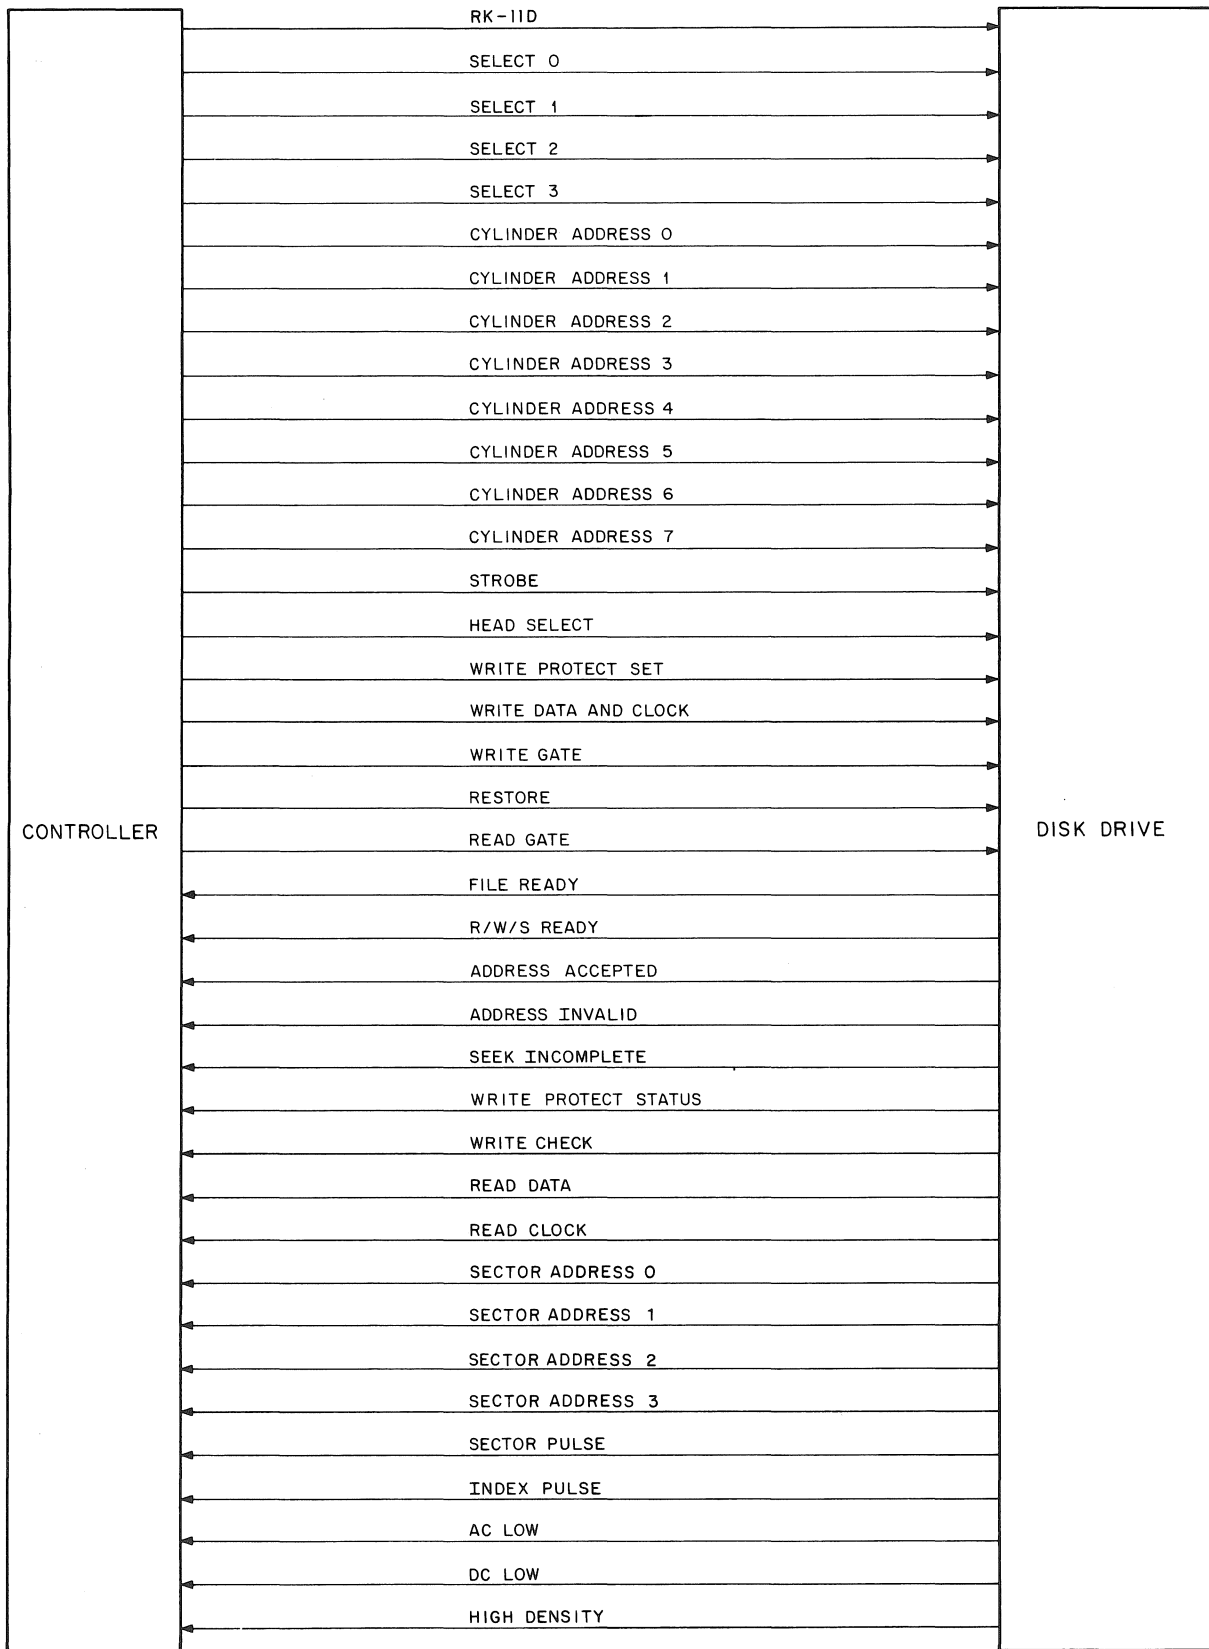 RK-11D
SELECT 0
SELECT 1
SELECT 2
SELECT 3
CYLINDER ADDRESS 0
CYLINDER ADDRESS 1
CYLINDER ADDRESS 2
CYLINDER ADDRESS 3
CYLINDER ADDRESS 4
CYLINDER ADDRESS 5
CYLINDER ADDRESS 6
CYLINDER ADDRESS 7
STROBE
HEAD SELECT
WRITE PROTECT SET
WRITE DATA AND CLOCK
WRITE GATE
RESTORE
CONTROLLER
DISK DRIVE
READ GATE
FILE READY
R/W/S READY
ADDRESS ACCEPTED
ADDRESS INVALID
SEEK INCOMPLETE
WRITE PROTECT STATUS
WRITE CHECK
READ DATA
READ CLOCK
SECTOR ADDRESS 0
SECTOR ADDRESS 1
SECTOR ADDRESS 2
SECTOR ADDRESS 3
SECTOR PULSE
INDEX PULSE
AC LOW
DC LOW
HIGH DENSITY